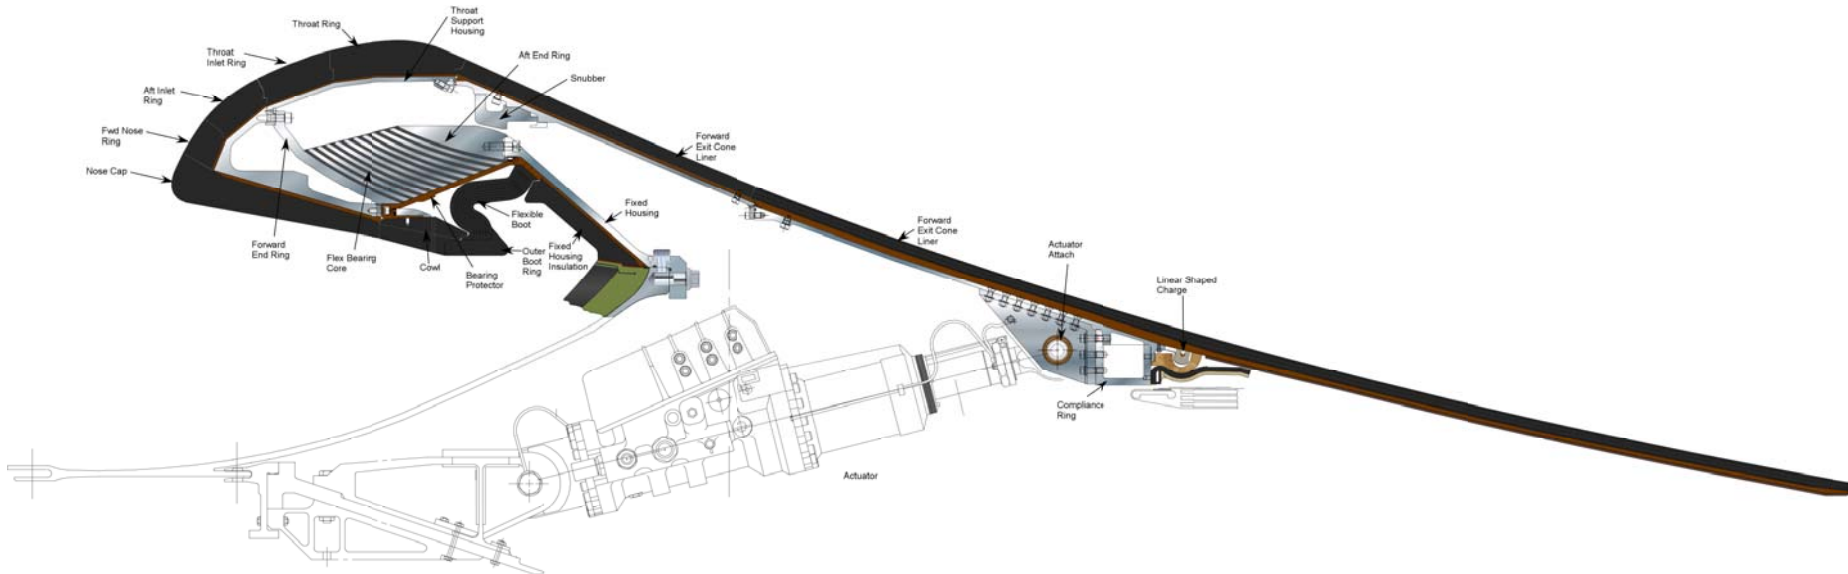 Throat
Support
Housing
Throat Ring
Throat
Inlet Ring
Aft End Ring
Snubber
Aft Inlet
Ring
Fwd Nose
Ring
Nose Cap
Forward
Exit Cone
Liner
Flexible
Boot
Fixed
Housing
Forward
End Ring
Flex Bearing
Core
Cowl
Bearing
Protector
Outer
Boot
Ring
Fixed
Housing
Insulation
Forward
Exit Cone
Liner
Actuator
Attach
Linear Shaped
Charge
Compliance
Ring
Actuator